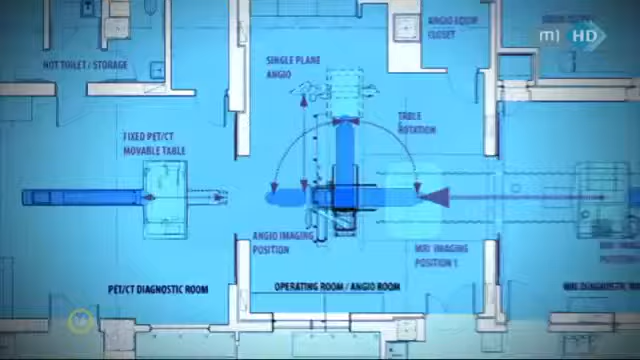 m1 HD
ANGIO EQUIP
CLOSET
HOT TOILET / STORAGE
SINGLE PLANE
ANGIO
FIXED PET/CT
MOVABLE TABLE
TABLE
ROTATION
ANGIO IMAGING
POSITION
MRI IMAGING
POSITION 1
PET/CT DIAGNOSTIC ROOM
OPERATING ROOM / ANGIO ROOM
MRI DIAGNOSTIC